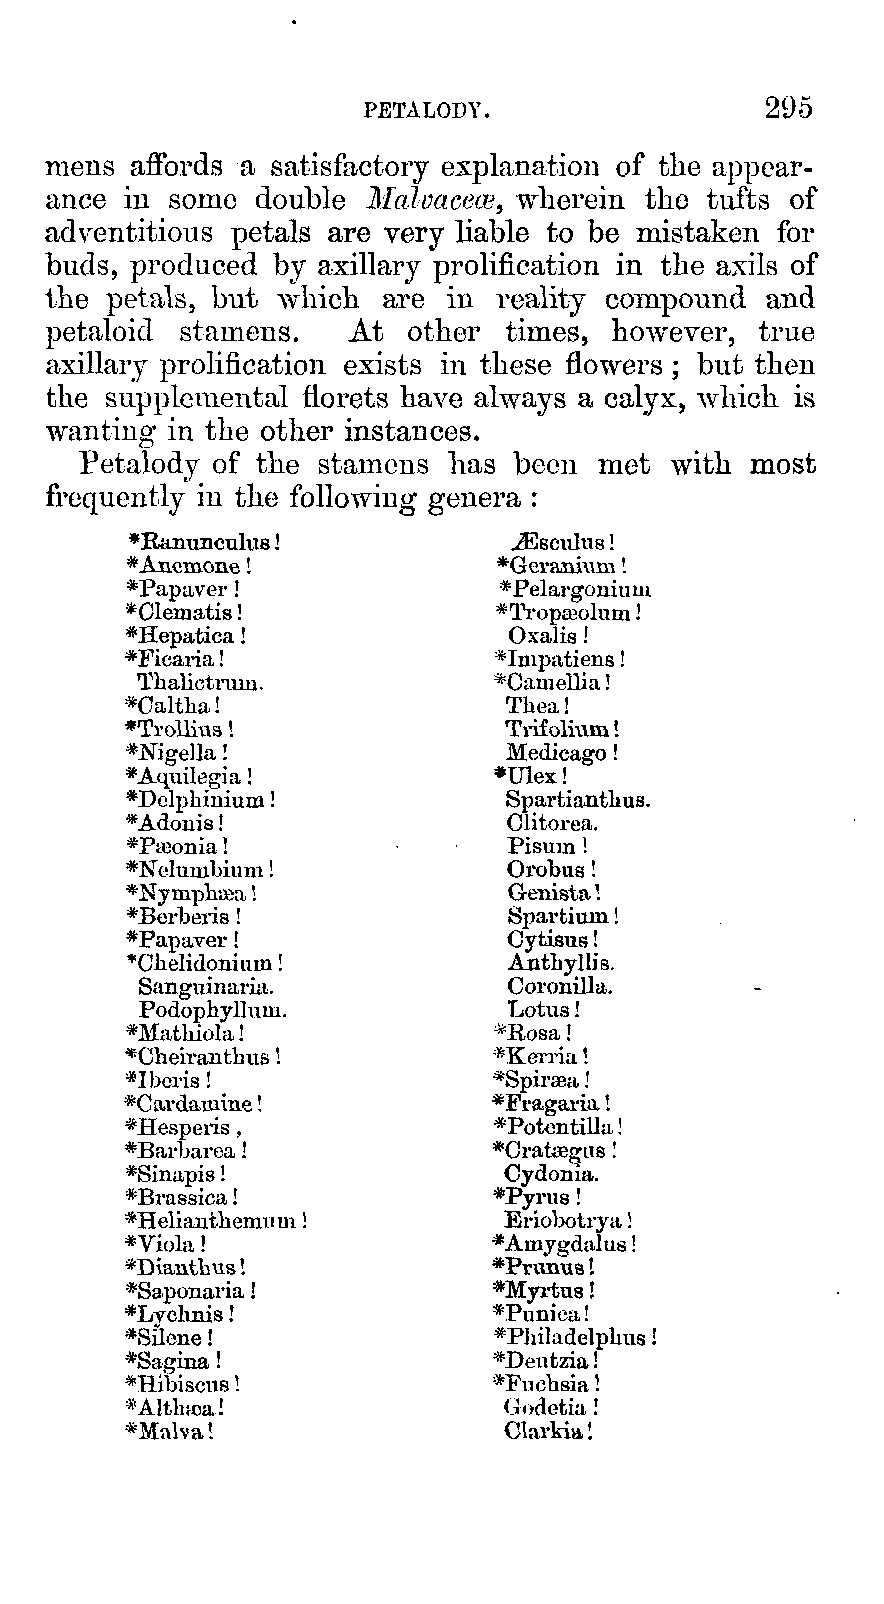 PETALODY. 295
mens affords a satisfactory explanation of the appear-
ance in some double Malvaceæ, wherein the tufts of
adventitious petals are very liable to be mistaken for
buds, produced by axillary prolification in the axils of
the petals, but which are in reality compound and
petaloid stamens. At other times, however, true
axillary prolification exists in these flowers ; but then
the supplemental florets have always a calyx, which is
wanting in the other instances.
Petalody of the stamens has been met with most
frequently in the following genera :
*Ranunculus!
*Anemone!
*Papaver!
*Clematis!
*Hepatica!
*Ficaria!
Thalictrum.
*Caltha!
*Trollius!
*Nigella!
*Aquilegia!
*Delphinium!
*Adonis!
*Pæonia!
*Nelumbium!
*Nymphæa!
*Berberis!
*Papaver!
*Chelidonium!
Sanguinaria.
Podophyllum.
*Mathiola!
*Cheiranthus!
*Iberis!
*Cardamine!
*Hesperis,
*Barbarea!
*Sinapis!
*Brassica!
*Helianthemum!
*Viola!
*Dianthus!
*Saponaria!
*Lychnis!
*Silene!
*Sagina!
*Hibiscus!
*Althæa!
*Malva!
Æsculus!
*Geranium!
*Pelargonium
*Tropæolum!
Oxalis!
*Impatiens!
*Camellia!
Thea!
Trifolium!
Medicago!
*Ulex!
Spartianthus.
Clitorea.
Pisum!
Orobus!
Genista!
Spartium!
Cytisus!
Anthyllis.
Coronilla.
Lotus!
*Rosa!
*Kerria!
*Spiræa!
*Fragaria!
*Potentilla!
*Cratægus!
Cydonia.
*Pyrus!
Eriobotrya!
*Amygdalus!
*Prunus!
*Myrtus!
*Punica!
*Philadelphus!
*Deutzia!
*Fuchsia!
Godetia!
Clarkia!